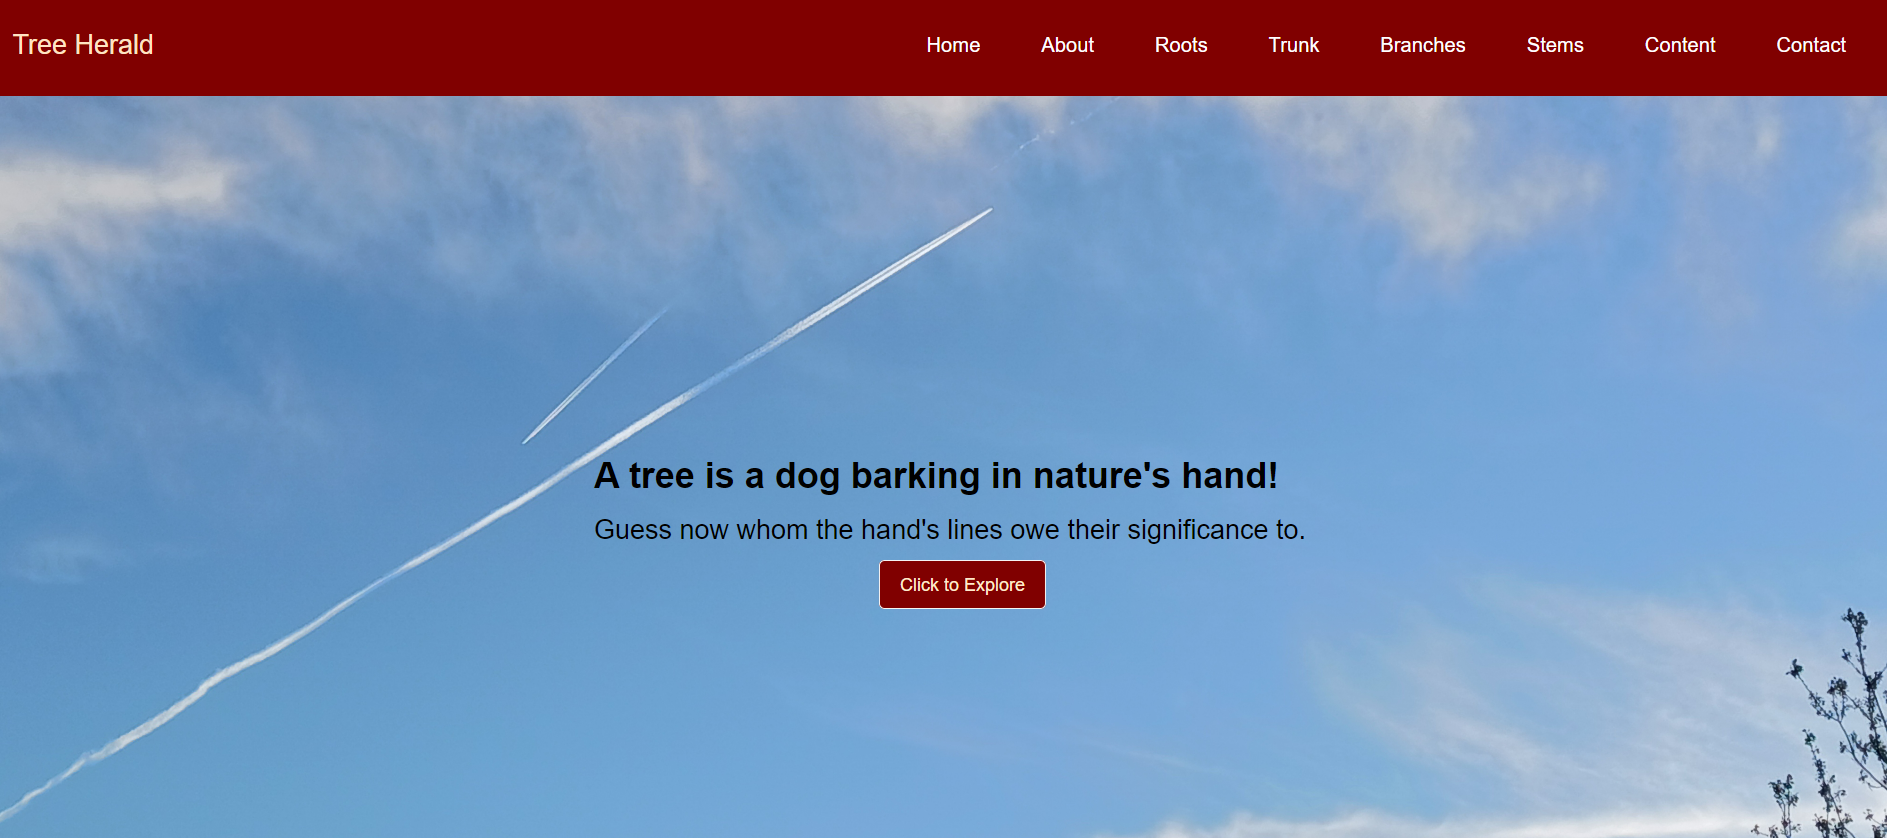 Tree Herald
Home About Roots Trunk Branches Stems Content Contact
A tree is a dog barking in nature's hand!
Guess now whom the hand's lines owe their significance to.
Click to Explore